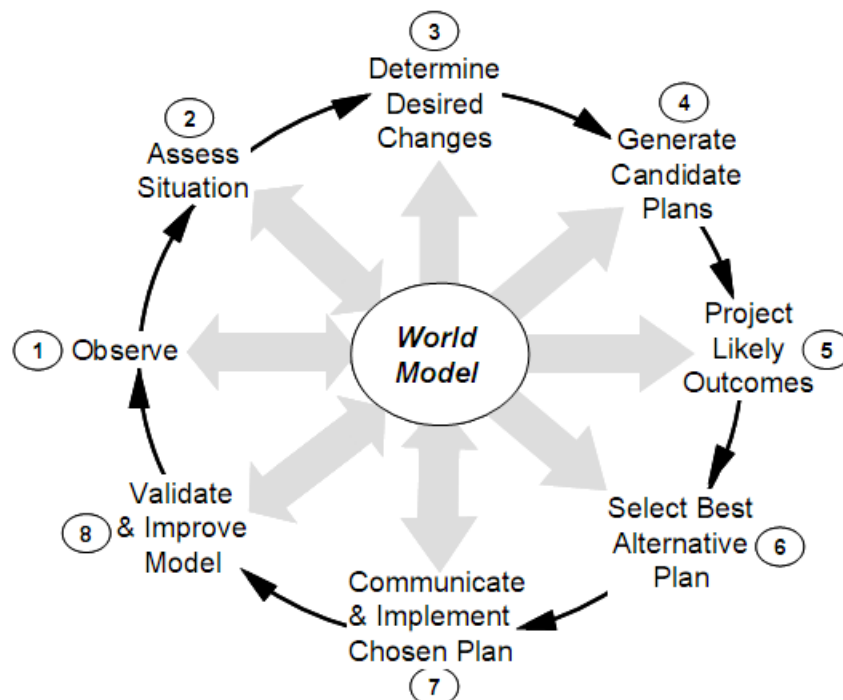 3
Determine
Desired
Changes
4
Generate
Candidate
Plans
2
Assess
Situation
Project
Likely
Outcomes
5
1
Observe
World
Model
Select Best
Alternative
Plan
6
Validate
& Improve
Model
8
Communicate
& Implement
Chosen Plan
7